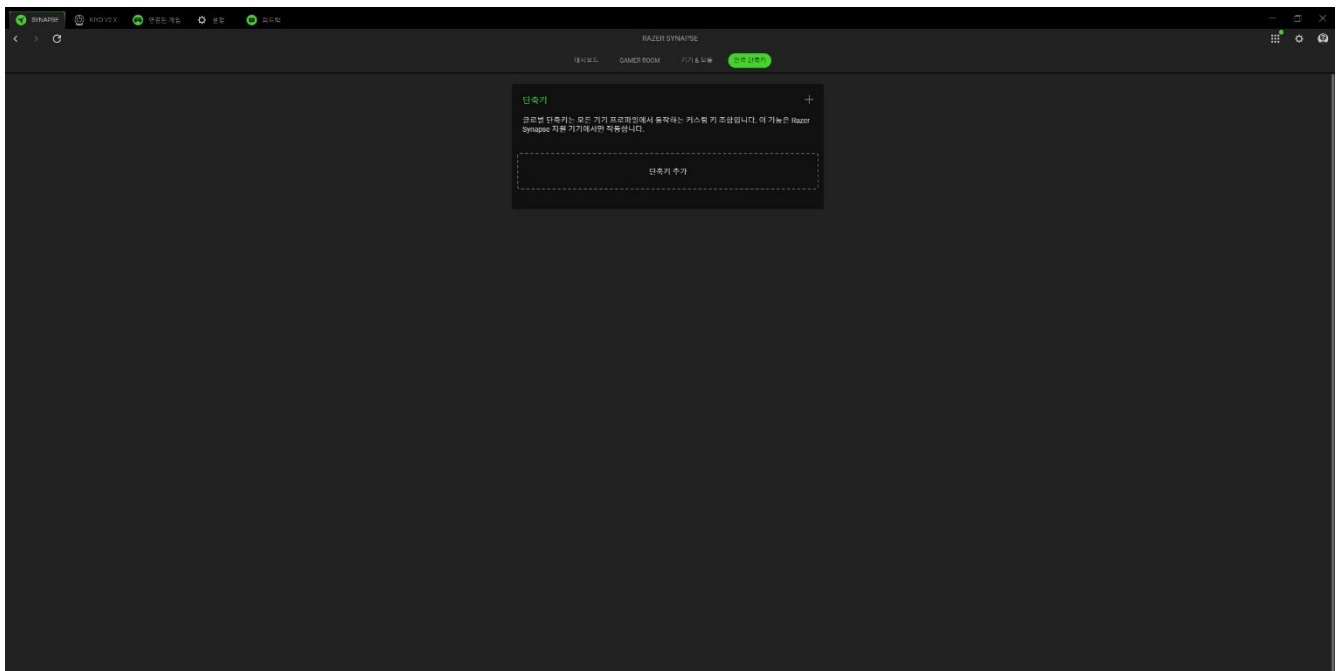 SYNAPSE KIYO V2 X 연결된 게임 설정 피드백
RAZER SYNAPSE
대시보드 GAMER ROOM 기기 & 모듈 전역 단축키
단축키
글로벌 단축키는 모든 기기 프로파일에서 동작하는 커스텀 키 조합입니다. 이 기능은 Razer
Synapse 지원 기기에서만 작동합니다.
단축키 추가